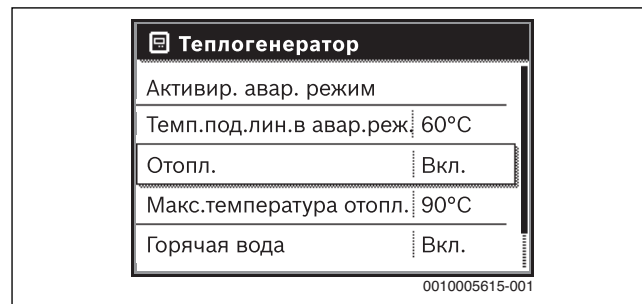 Теплогенератор
Активир. авар. режим
Темп.под.лин.в авар.реж. 60°C
Отопл. Вкл.
Макс.температура отопл. 90°C
Горячая вода Вкл.
0010005615-001